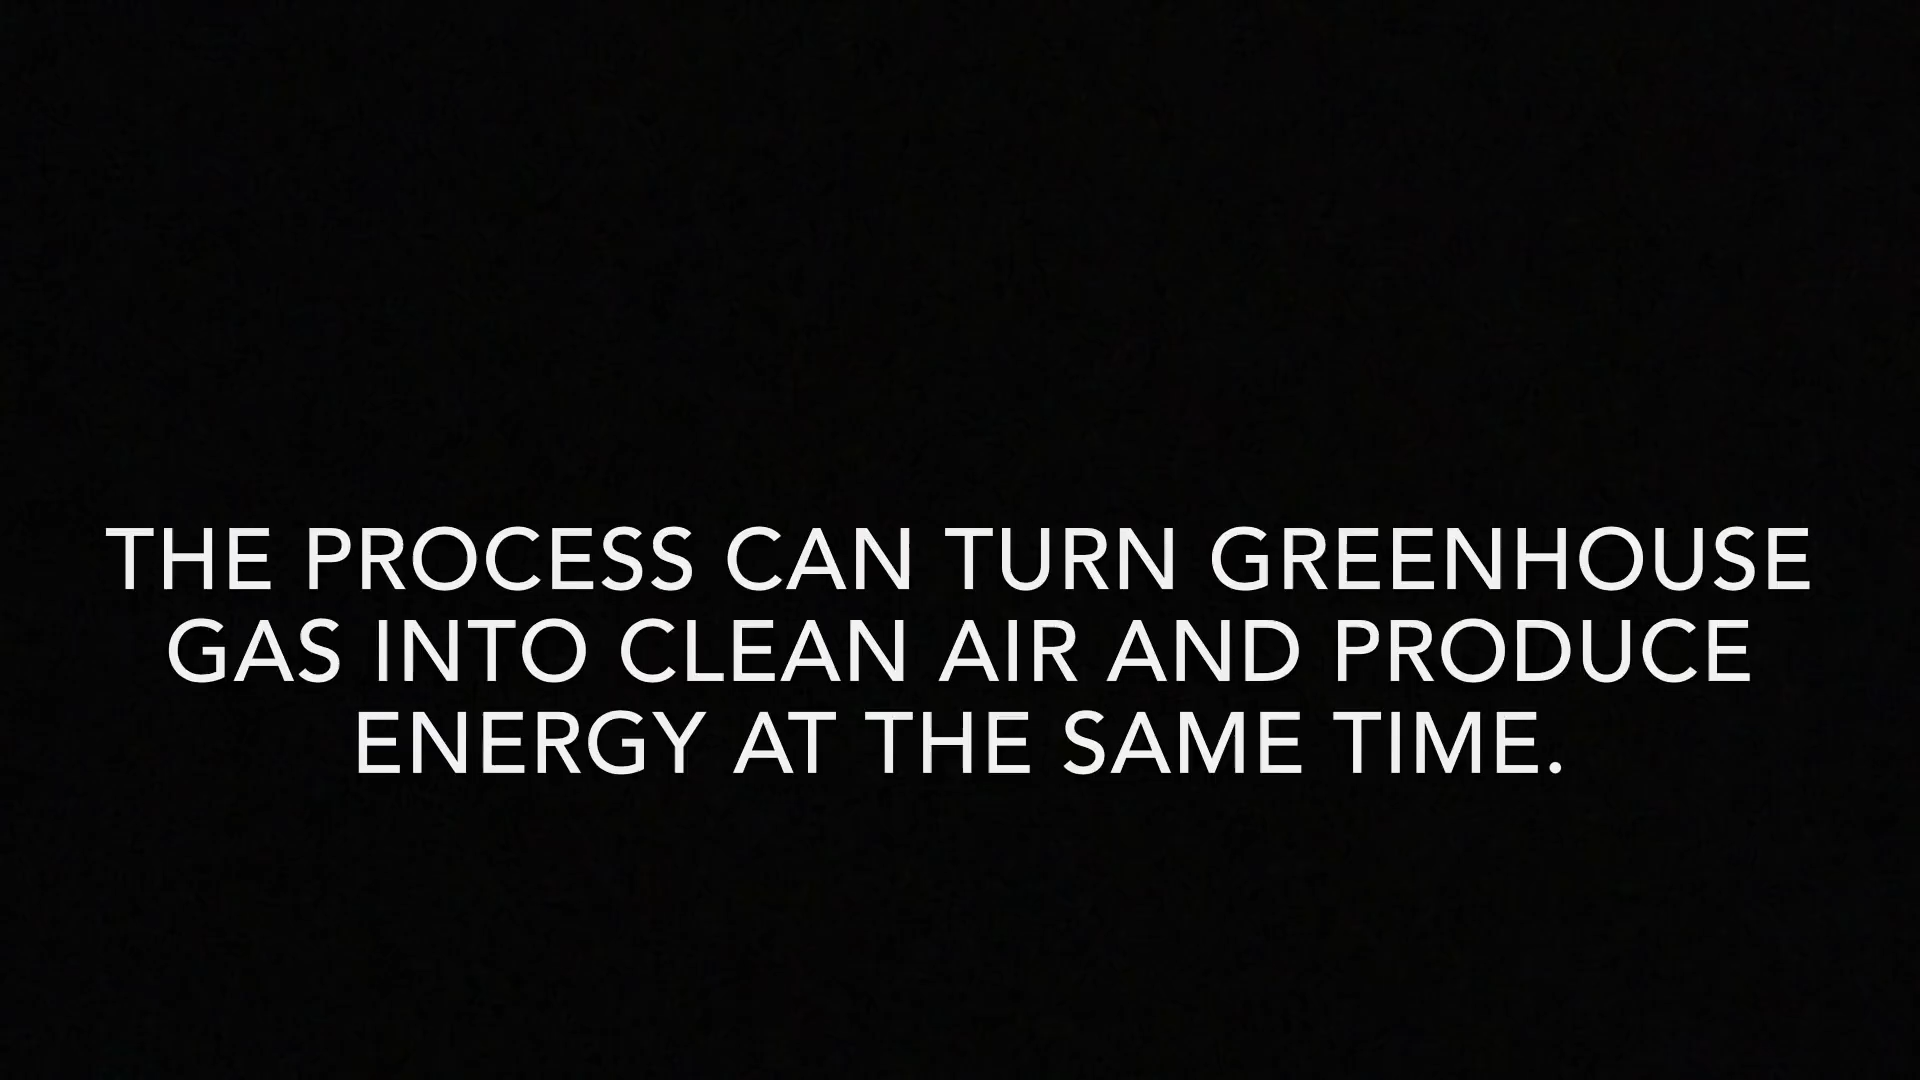 THE PROCESS CAN TURN GREENHOUSE
GAS INTO CLEAN AIR AND PRODUCE
ENERGY AT THE SAME TIME.